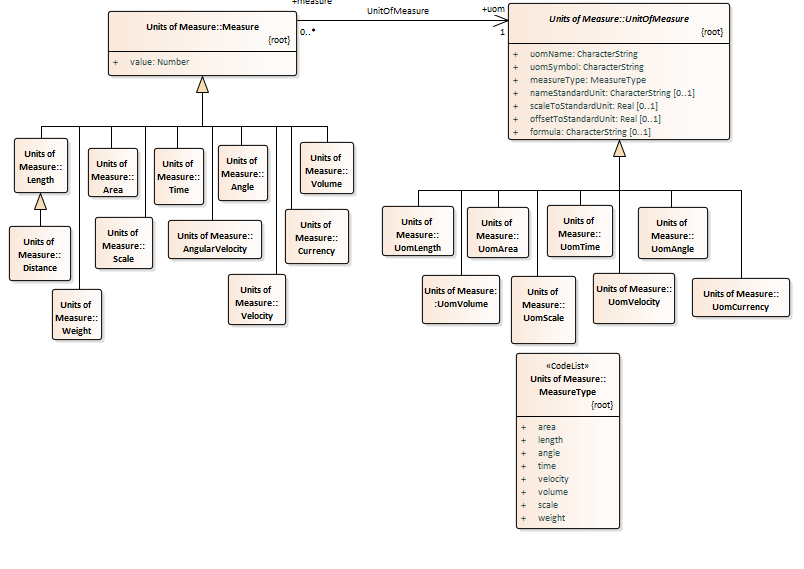 +measure
UnitOfMeasure
+uom
0..*
1
Units of Measure::Measure
{root}
+ value: Number
Units of Measure::UnitOfMeasure
{root}
+ uomName: CharacterString
+ uomSymbol: CharacterString
+ measureType: MeasureType
+ nameStandardUnit: CharacterString [0..1]
+ scaleToStandardUnit: Real [0..1]
+ offsetToStandardUnit: Real [0..1]
+ formula: CharacterString [0..1]
Units of
Measure::
Length
Units of
Measure::
Area
Units of
Measure::
Time
Units of
Measure::
Angle
Units of
Measure::
Volume
Units of
Measure::
Distance
Units of
Measure::
Scale
Units of Measure::
AngularVelocity
Units of
Measure::
Currency
Units of
Measure::
Weight
Units of
Measure::
Velocity
Units of
Measure::
UomLength
Units of
Measure::
UomArea
Units of
Measure::
UomTime
Units of
Measure::
UomAngle
Units of Measure:
:UomVolume
Units of
Measure::
UomScale
Units of Measure::
UomVelocity
Units of Measure::
UomCurrency
«CodeList»
Units of Measure::
MeasureType
{root}
+ area
+ length
+ angle
+ time
+ velocity
+ volume
+ scale
+ weight